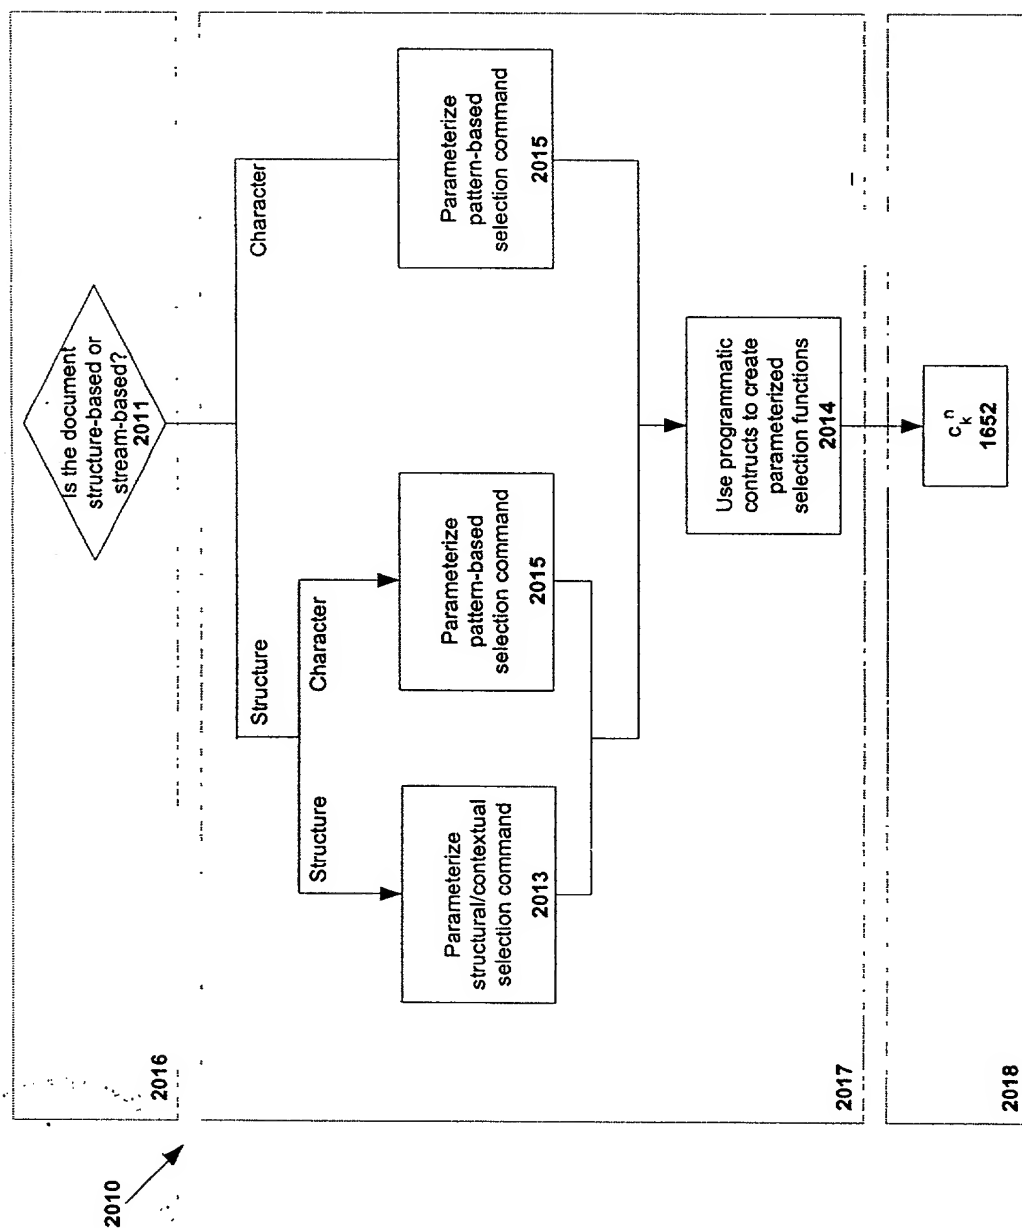 2010
2016
Is the document
structure-based or
stream-based?
2011
Structure
Character
Structure
Character
Parameterize
structural/contextual
selection command
2013
Parameterize
pattern-based
selection command
2015
Parameterize
pattern-based
selection command
2015
Use programmatic
contructs to create
parameterized
selection functions
2014
2017
c_k^n
1652
2018